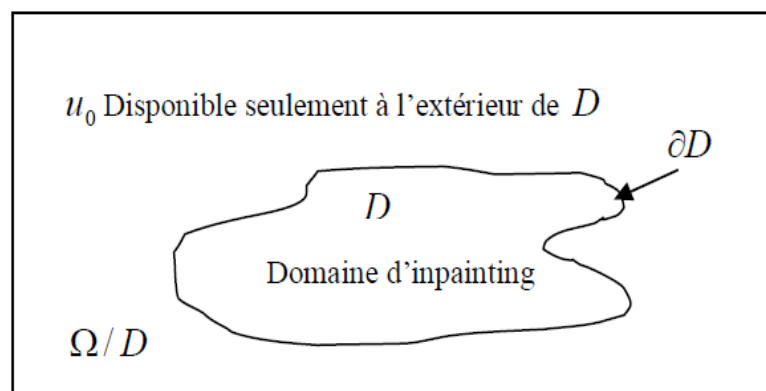 u₀ Disponible seulement à l’extérieur de D
∂D
D
Domaine d’inpainting
Ω/D